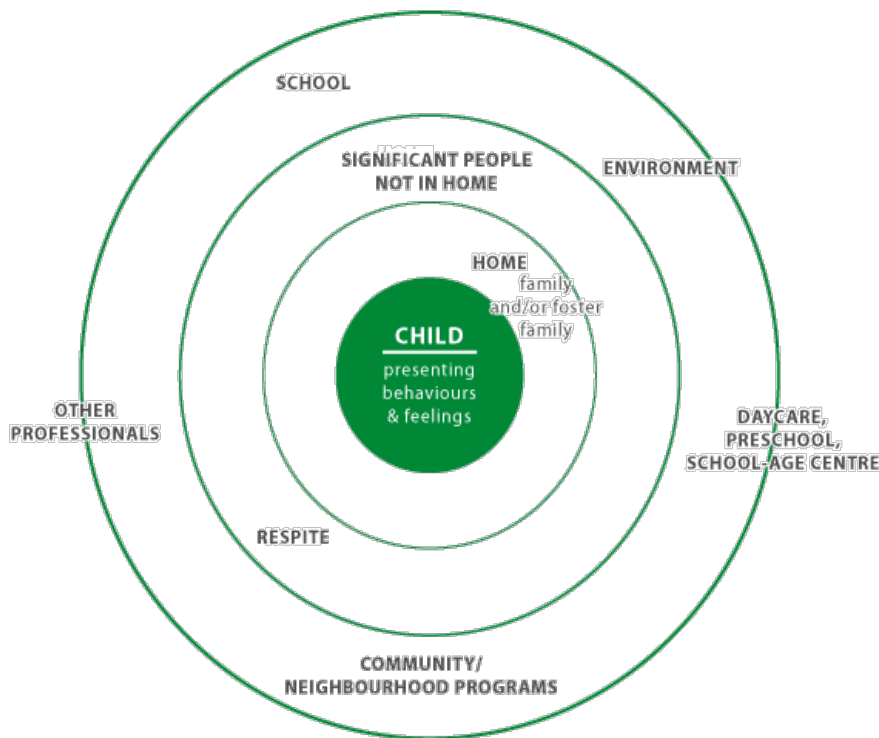 SCHOOL
SIGNIFICANT PEOPLE
NOT IN HOME
ENVIRONMENT
HOME
family
and/or foster
family
CHILD
presenting
behaviours
& feelings
OTHER
PROFESSIONALS
DAYCARE,
PRESCHOOL,
SCHOOL-AGE CENTRE
RESPITE
COMMUNITY/
NEIGHBOURHOOD PROGRAMS